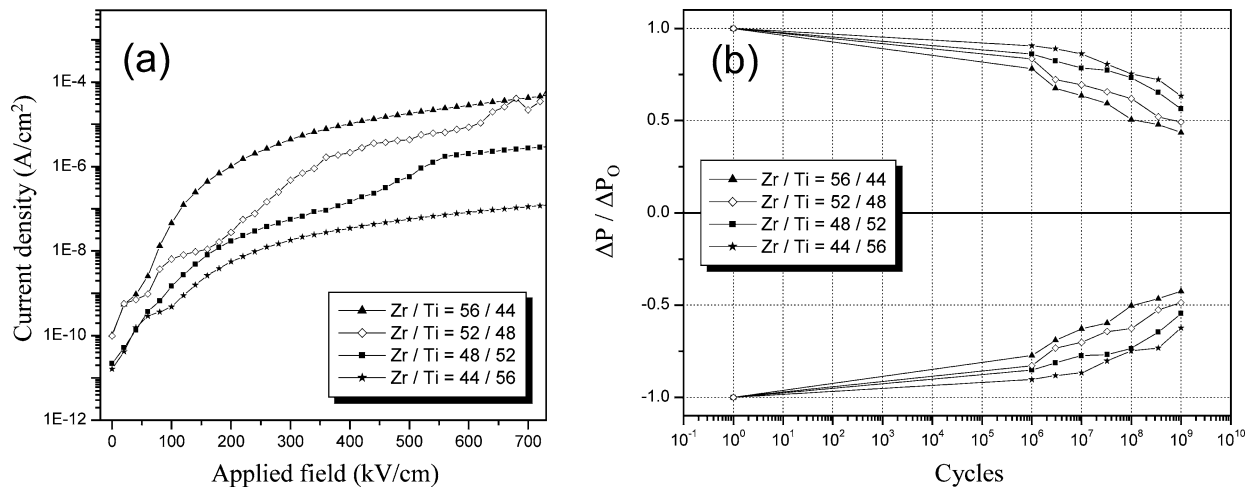 (a)
Current density (A/cm²)
1E-4
1E-6
1E-8
1E-10
1E-12
Zr / Ti = 56 / 44
Zr / Ti = 52 / 48
Zr / Ti = 48 / 52
Zr / Ti = 44 / 56
0 100 200 300 400 500 600 700
Applied field (kV/cm)
(b)
ΔP / ΔP_O
1.0
0.5
0.0
-0.5
-1.0
Zr / Ti = 56 / 44
Zr / Ti = 52 / 48
Zr / Ti = 48 / 52
Zr / Ti = 44 / 56
10⁻¹ 10⁰ 10¹ 10² 10³ 10⁴ 10⁵ 10⁶ 10⁷ 10⁸ 10⁹ 10¹⁰
Cycles